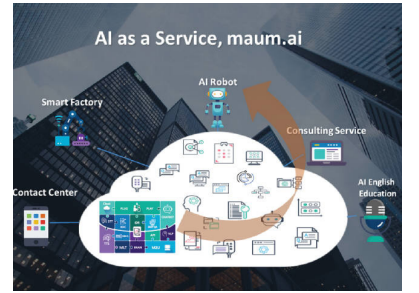 AI as a Service, maum.ai
AI Robot
Smart Factory
Consulting Service
Contact Center
AI English
Education